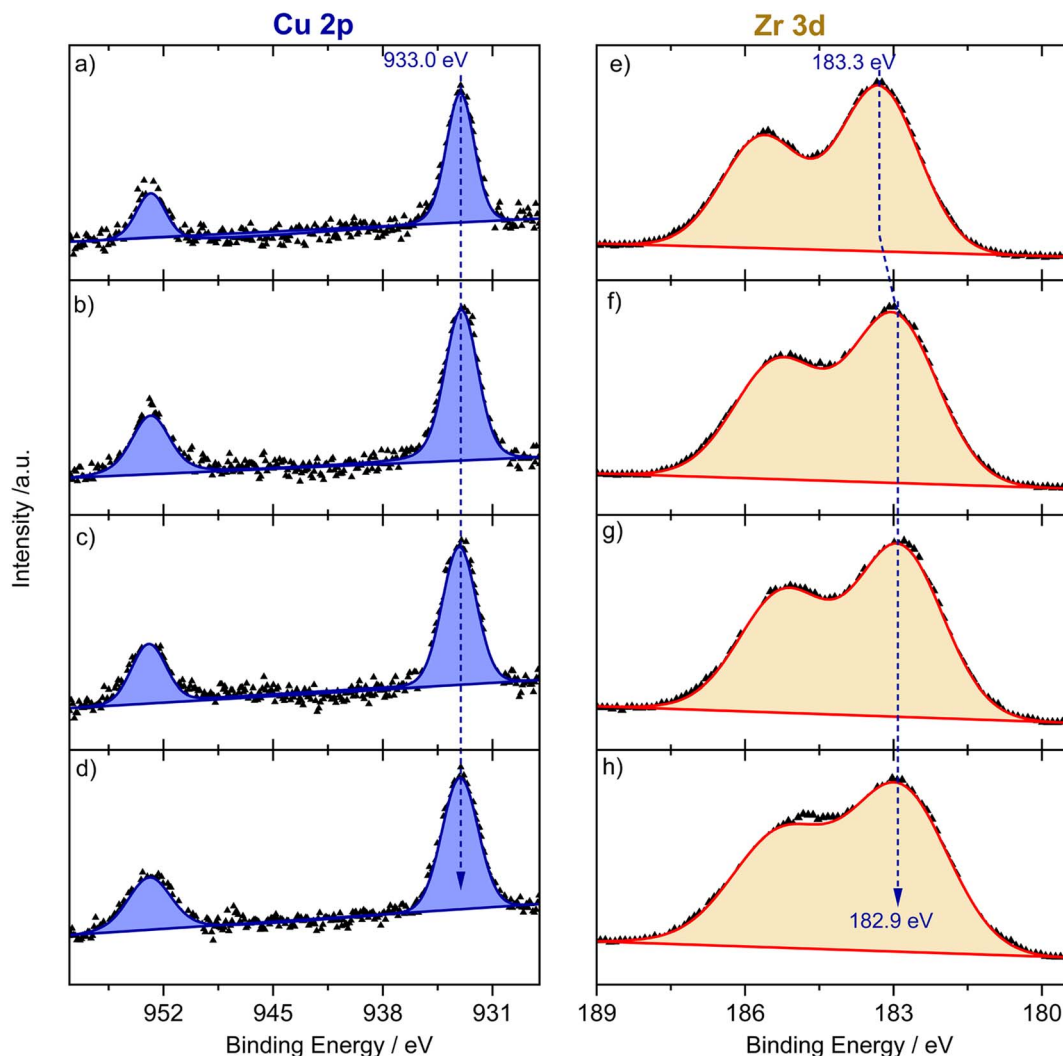 Cu 2p
Zr 3d
a)
933.0 eV
e)
183.3 eV
b)
f)
c)
g)
d)
h)
182.9 eV
Intensity /a.u.
952 945 938 931
189 186 183 180
Binding Energy / eV
Binding Energy / eV